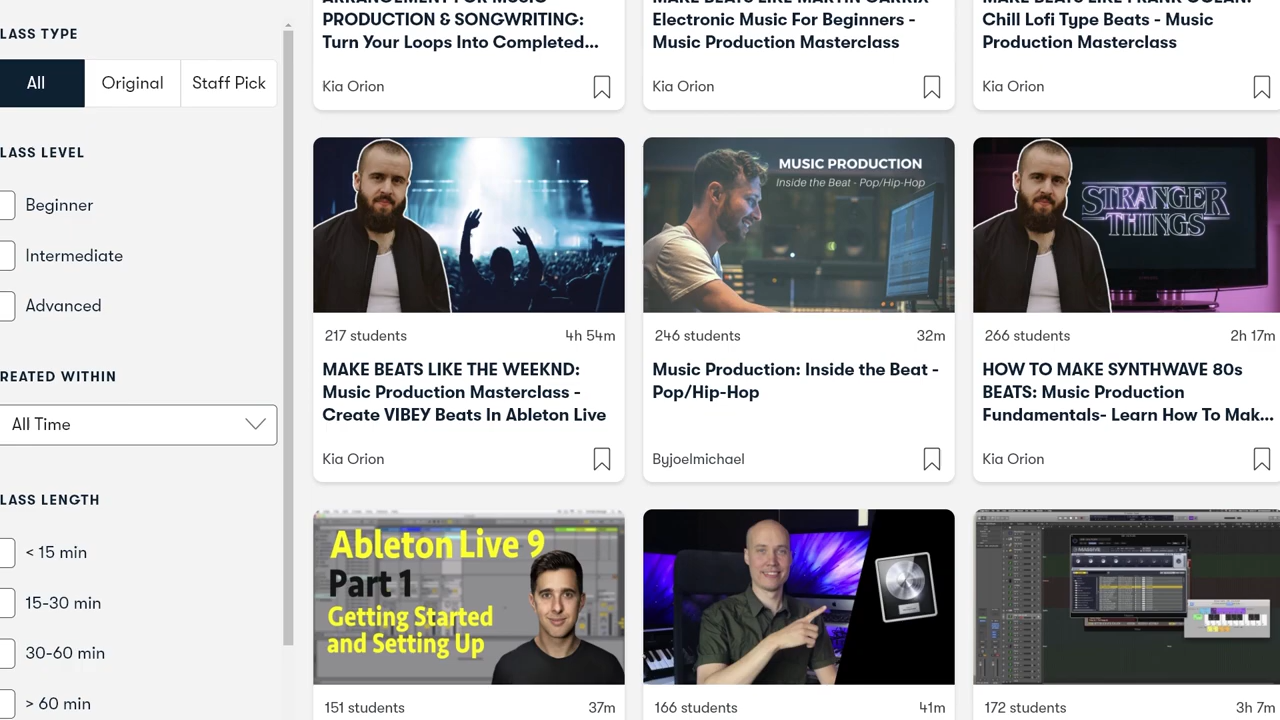 LASS TYPE
All
Original
Staff Pick
LASS LEVEL
Beginner
Intermediate
Advanced
REATED WITHIN
All Time
LASS LENGTH
< 15 min
15-30 min
30-60 min
> 60 min
PRODUCTION & SONGWRITING:
Turn Your Loops Into Completed...
Kia Orion
Electronic Music For Beginners -
Music Production Masterclass
Kia Orion
Chill Lofi Type Beats - Music
Production Masterclass
Kia Orion
217 students 4h 54m
MAKE BEATS LIKE THE WEEKND:
Music Production Masterclass -
Create VIBEY Beats In Ableton Live
Kia Orion
MUSIC PRODUCTION
Inside the Beat - Pop/Hip-Hop
246 students 32m
Music Production: Inside the Beat -
Pop/Hip-Hop
Byjoelmichael
STRANGER
THINGS
266 students 2h 17m
HOW TO MAKE SYNTHWAVE 80s
BEATS: Music Production
Fundamentals- Learn How To Mak...
Kia Orion
Ableton Live 9
Part 1
Getting Started
and Setting Up
151 students 37m
166 students 41m
MASSIVE
172 students 3h 7m